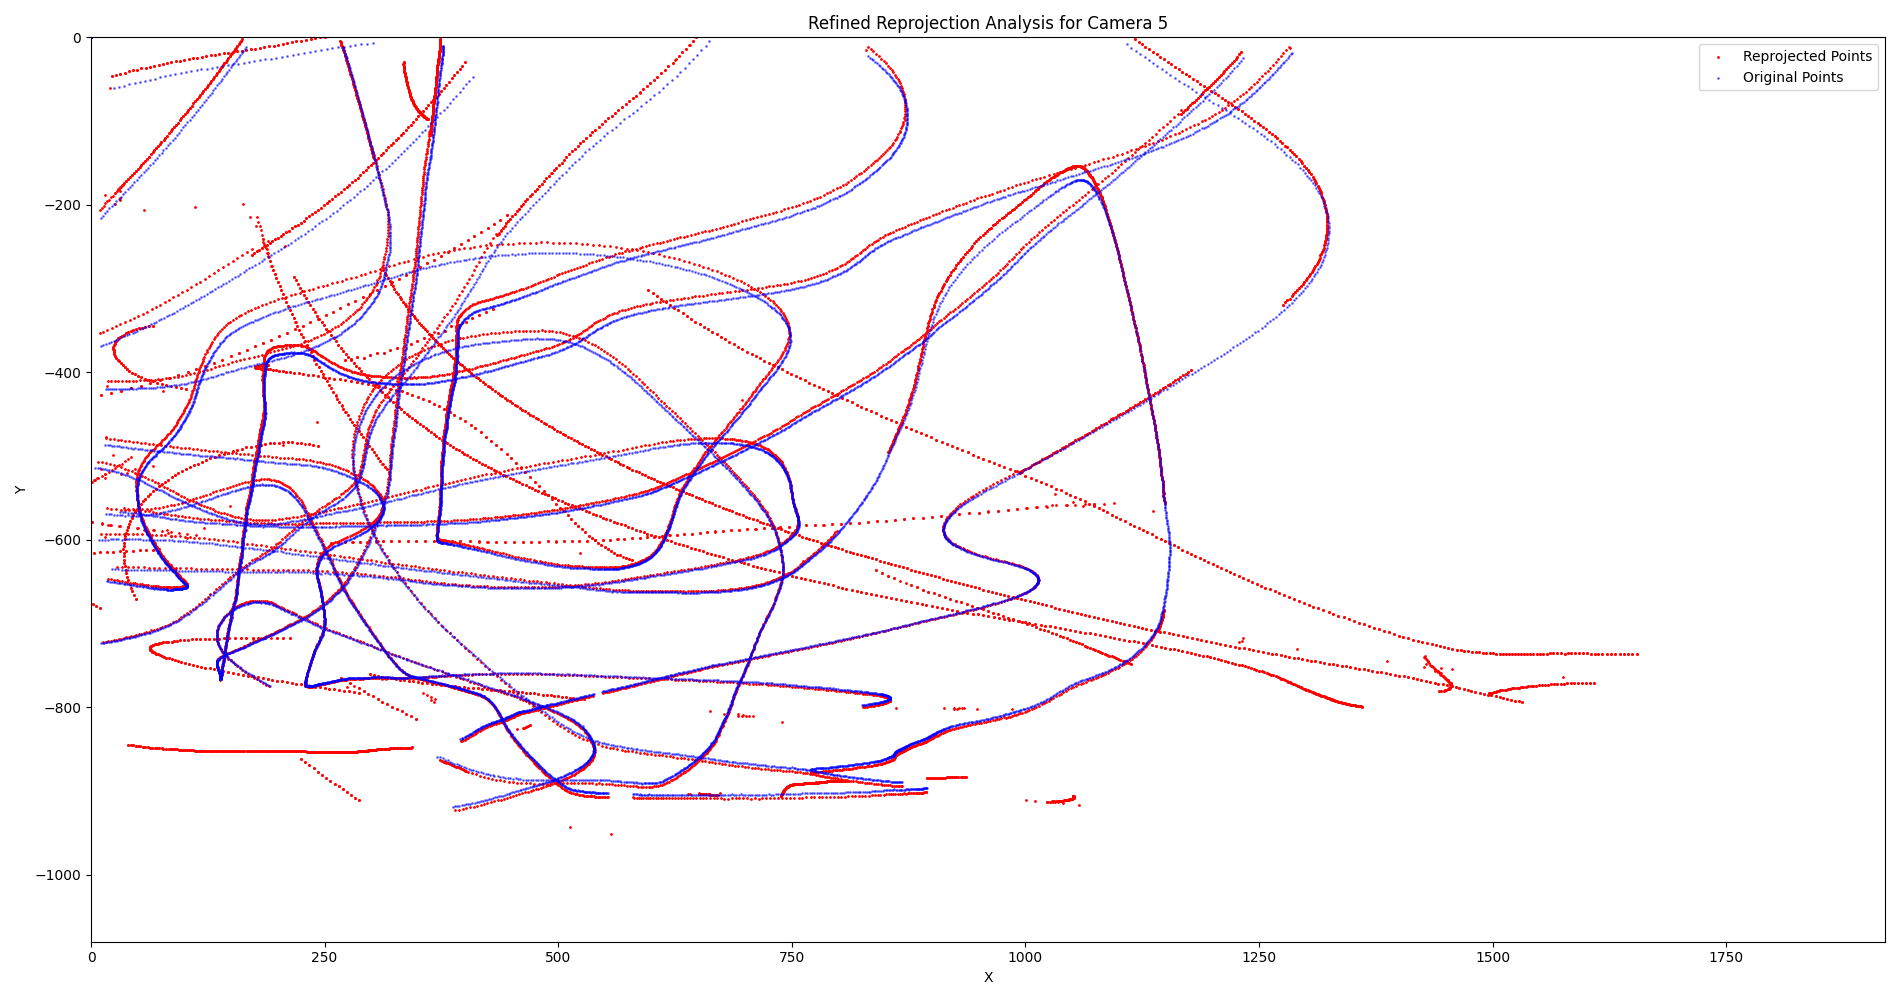 Refined Reprojection Analysis for Camera 5
Reprojected Points
Original Points
0
−200
−400
−600
−800
−1000
Y
0
250
500
750
1000
1250
1500
1750
X